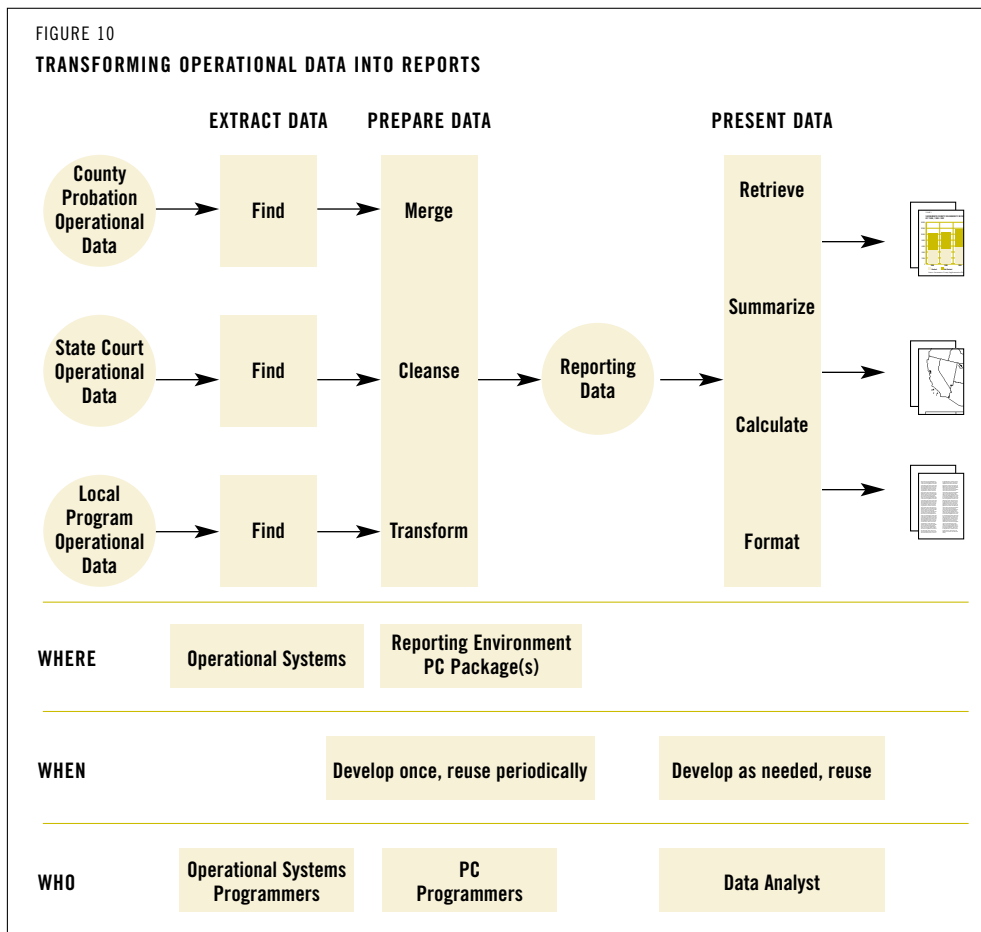 FIGURE 10
TRANSFORMING OPERATIONAL DATA INTO REPORTS
EXTRACT DATA
PREPARE DATA
PRESENT DATA
County
Probation
Operational
Data
Find
Merge
Retrieve
Summarize
State Court
Operational
Data
Find
Cleanse
Reporting
Data
Calculate
Local
Program
Operational
Data
Find
Transform
Format
WHERE
Operational Systems
Reporting Environment
PC Package(s)
WHEN
Develop once, reuse periodically
Develop as needed, reuse
WHO
Operational Systems
Programmers
PC
Programmers
Data Analyst